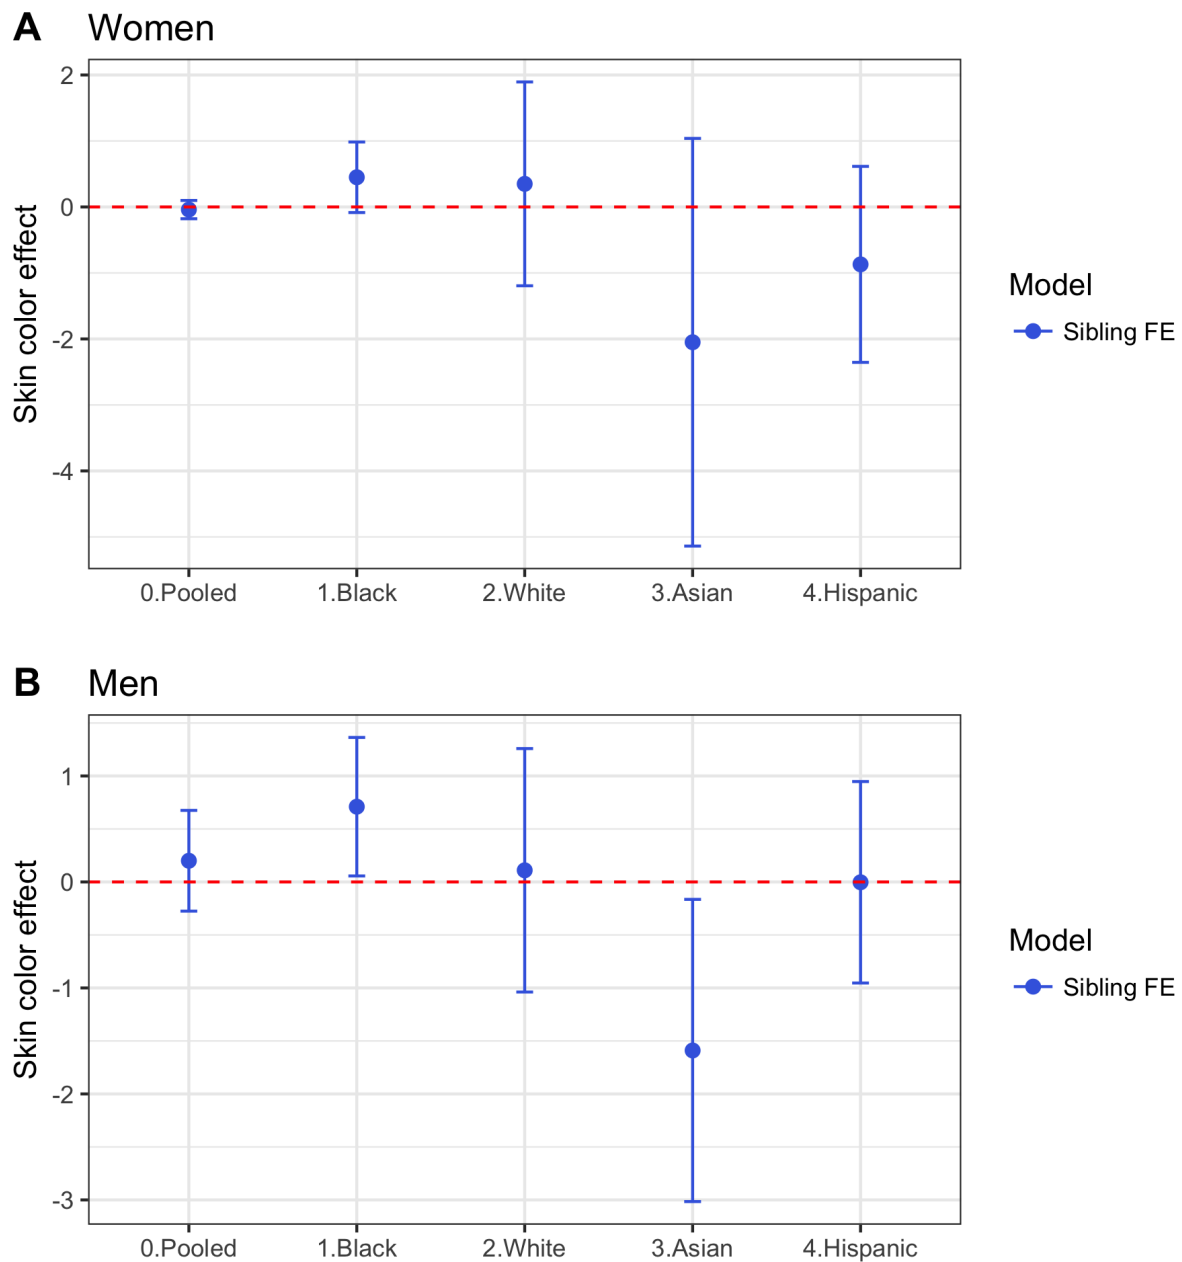 A Women
Skin color effect
2
0
-2
-4
0.Pooled 1.Black 2.White 3.Asian 4.Hispanic
Model
Sibling FE
B Men
Skin color effect
1
0
-1
-2
-3
0.Pooled 1.Black 2.White 3.Asian 4.Hispanic
Model
Sibling FE